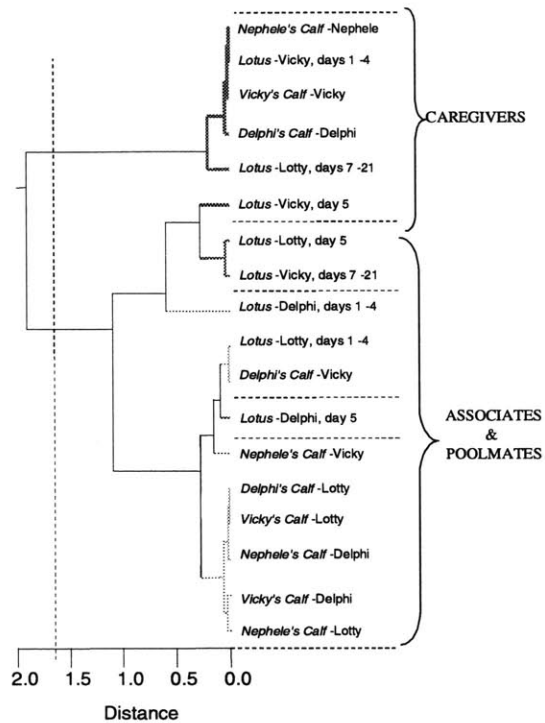 Nephele's Calf -Nephele
Lotus -Vicky, days 1 -4
Vicky's Calf -Vicky
Delphi's Calf -Delphi
CAREGIVERS
Lotus -Lotty, days 7 -21
Lotus -Vicky, day 5
Lotus -Lotty, day 5
Lotus -Vicky, days 7 -21
Lotus -Delphi, days 1 -4
Lotus -Lotty, days 1 -4
Delphi's Calf -Vicky
Lotus -Delphi, day 5
ASSOCIATES
&
POOLMATES
Nephele's Calf -Vicky
Delphi's Calf -Lotty
Vicky's Calf -Lotty
Nephele's Calf -Delphi
Vicky's Calf -Delphi
Nephele's Calf -Lotty
2.0 1.5 1.0 0.5 0.0
Distance